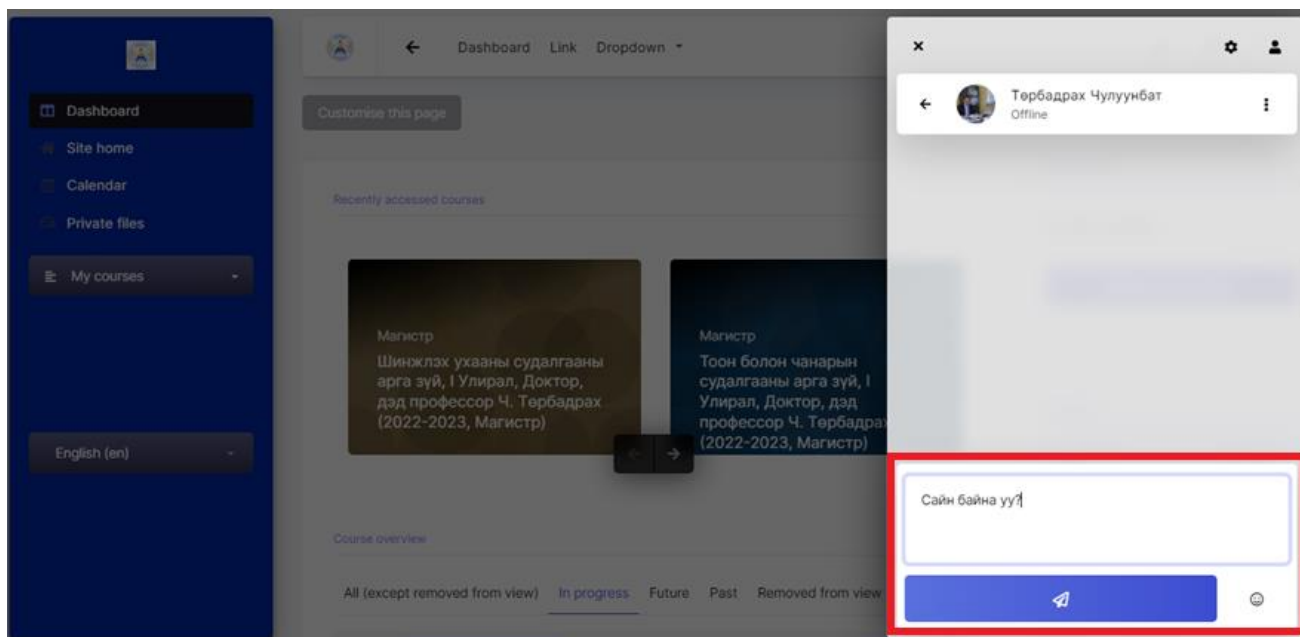 Dashboard
Site home
Calendar
Private files
My courses
English (en)
Dashboard Link Dropdown
Customise this page
Recently accessed courses
Магистр
Шинжлэх ухааны судалгааны
арга зүй, I Улирал, Доктор,
дэд профессор Ч. Төрбадрах
(2022-2023, Магистр)
Магистр
Тоон болон чанарын
судалгааны арга зүй, I
Улирал, Доктор, дэд
профессор Ч. Төрбадрах
(2022-2023, Магистр)
Course overview
All (except removed from view) In progress Future Past Removed from view
Төрбадрах Чулуунбат
Offline
Сайн байна уу?